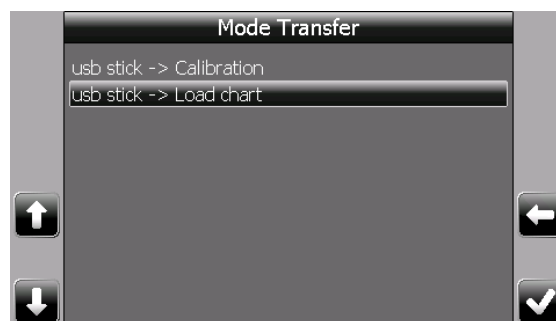 Mode Transfer
usb stick -> Calibration
usb stick -> Load chart